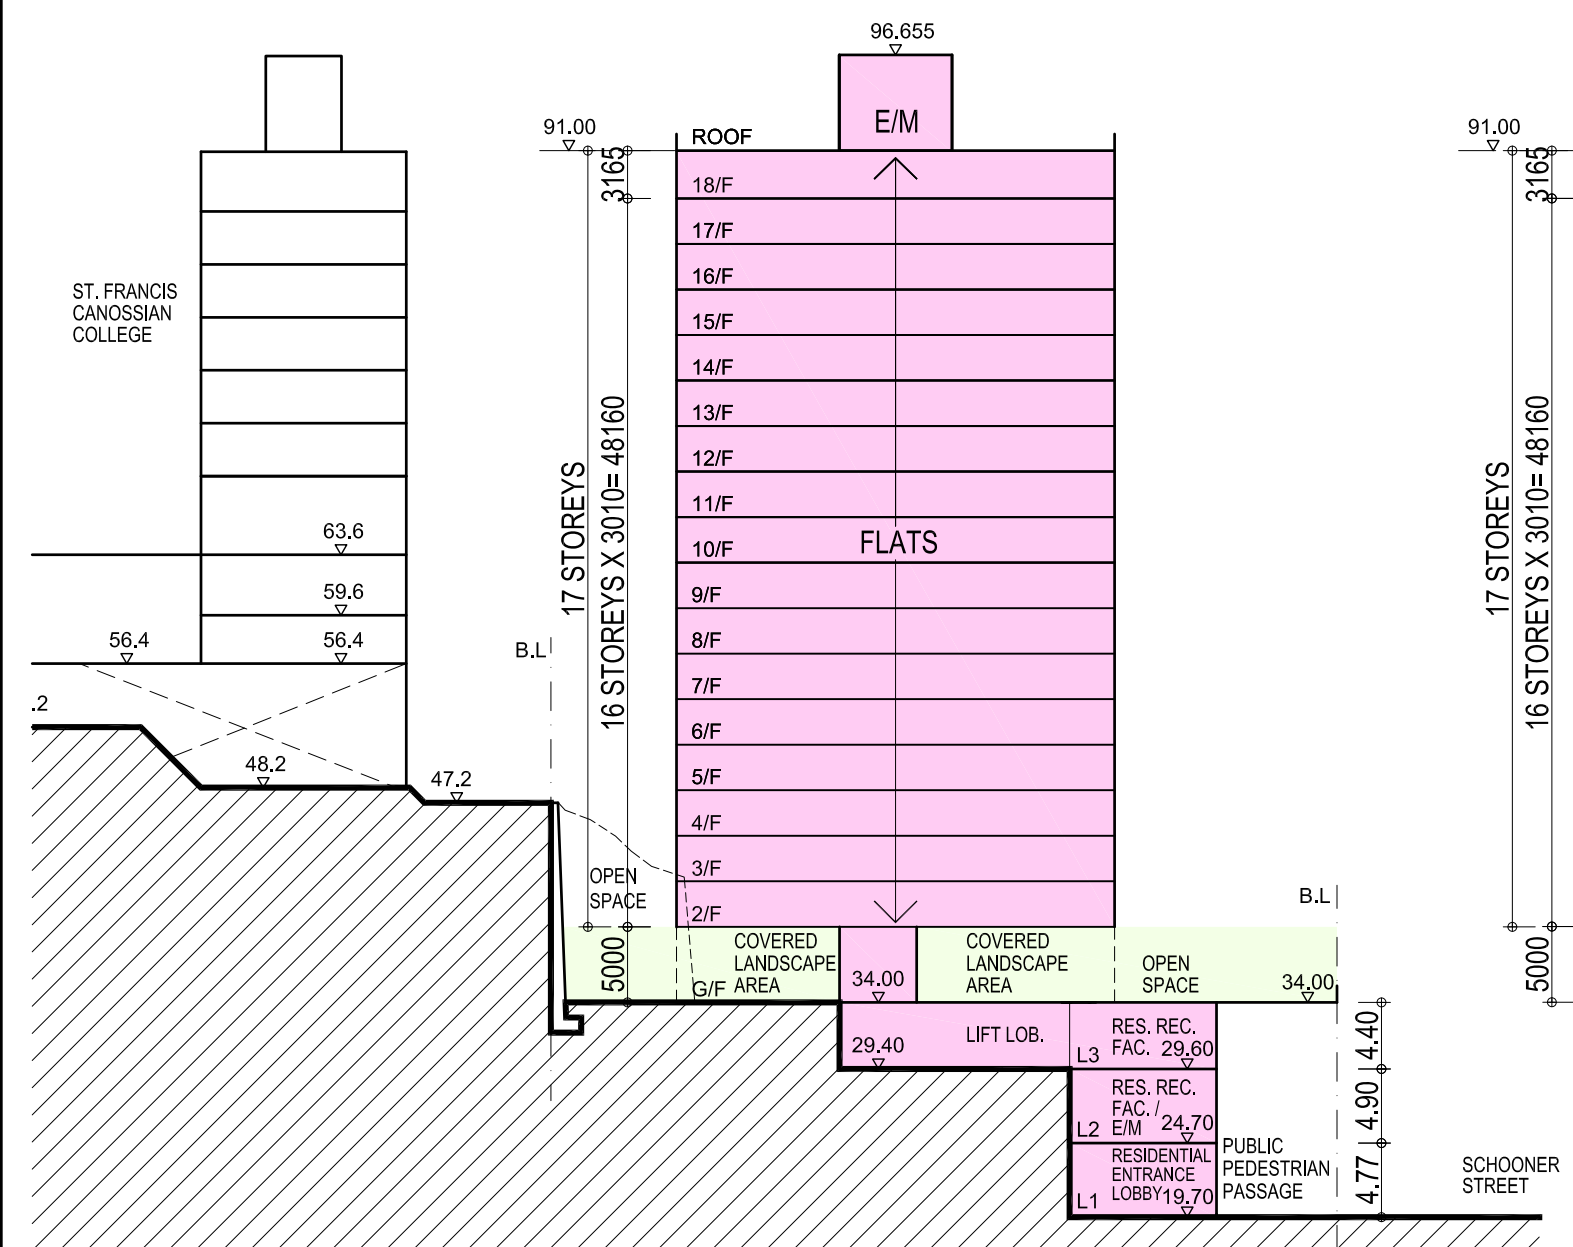 96.655
E/M
91.00
ROOF
91.00
3165
3165
18/F
17/F
16/F
15/F
14/F
13/F
12/F
11/F
10/F
9/F
8/F
7/F
6/F
5/F
4/F
3/F
2/F
FLATS
ST. FRANCIS
CANOSSIAN
COLLEGE
17 STOREYS
16 STOREYS X 3010= 48160
17 STOREYS
16 STOREYS X 3010= 48160
63.6
59.6
56.4
56.4
B.L
.2
48.2
47.2
OPEN
SPACE
B.L
5000
G/F
COVERED
LANDSCAPE
AREA
34.00
COVERED
LANDSCAPE
AREA
OPEN
SPACE
34.00
5000
29.40
LIFT LOB.
L3
RES. REC.
FAC. 29.60
4.40
L2
RES. REC.
FAC. /
E/M 24.70
4.90
L1
RESIDENTIAL
ENTRANCE
LOBBY 19.70
PUBLIC
PEDESTRIAN
PASSAGE
4.77
SCHOONER
STREET